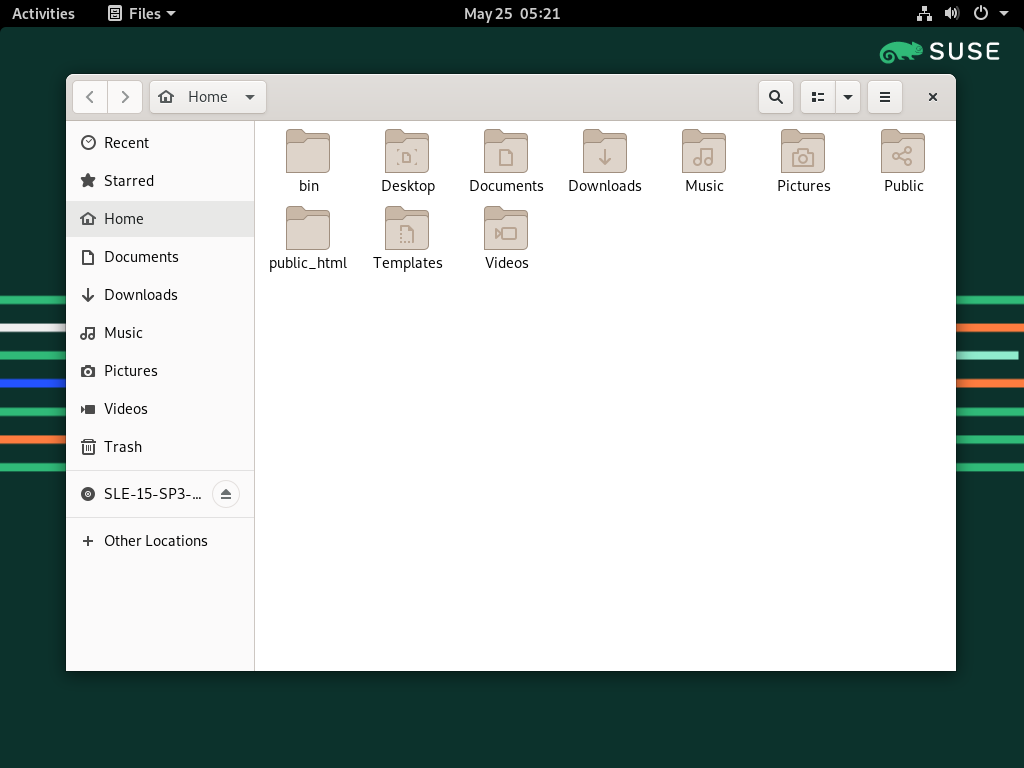 Activities
Files
May 25 05:21
SUSE
Home
Recent
Starred
Home
Documents
Downloads
Music
Pictures
Videos
Trash
SLE-15-SP3-...
Other Locations
bin
Desktop
Documents
Downloads
Music
Pictures
Public
public_html
Templates
Videos